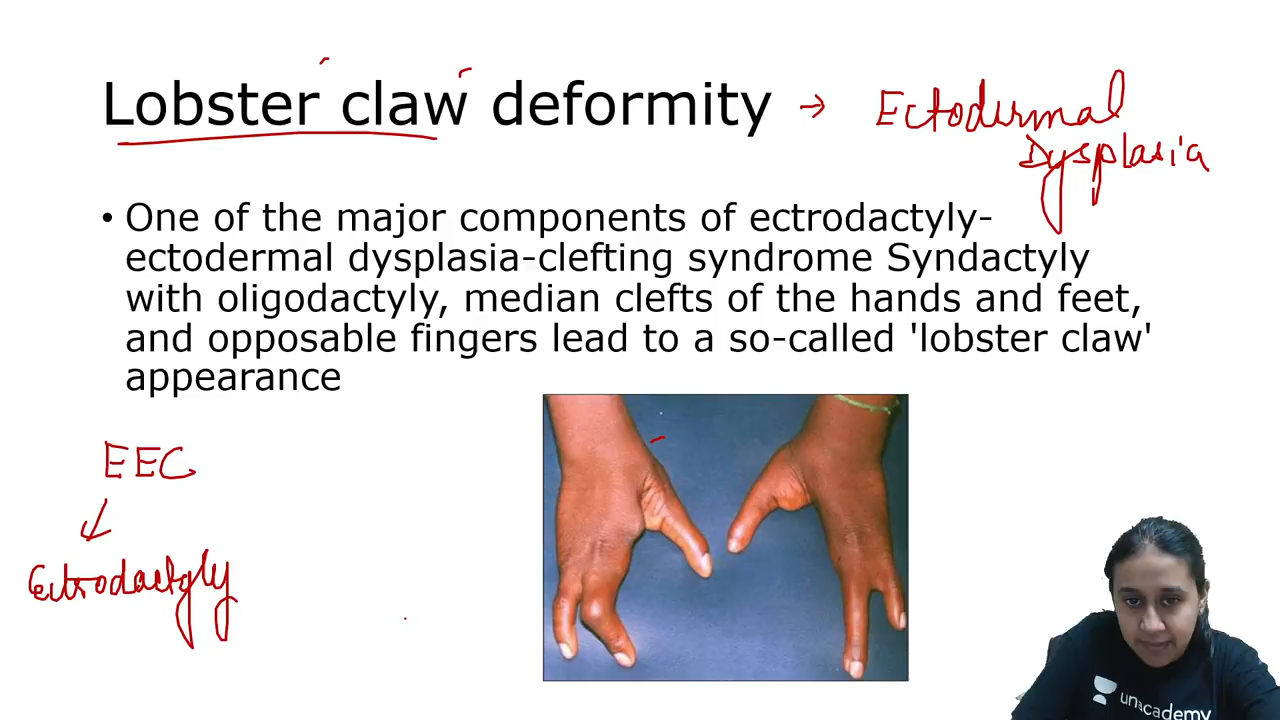 Lobster claw deformity → Ectodermal
Dysplasia
• One of the major components of ectrodactyly-
ectodermal dysplasia-clefting syndrome Syndactyly
with oligodactyly, median clefts of the hands and feet,
and opposable fingers lead to a so-called 'lobster claw'
appearance
EEC
Ectrodactyly
unacademy